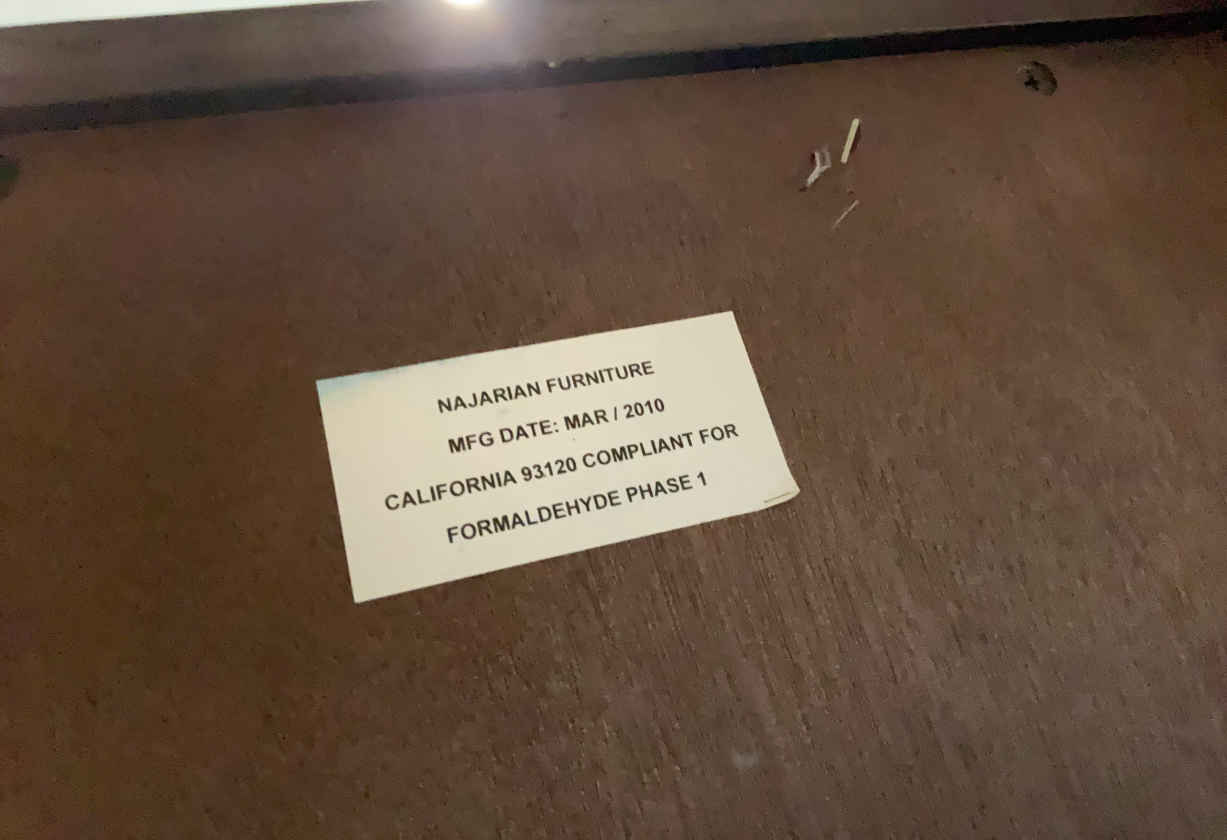 NAJARIAN FURNITURE
MFG DATE: MAR / 2010
CALIFORNIA 93120 COMPLIANT FOR
FORMALDEHYDE PHASE 1